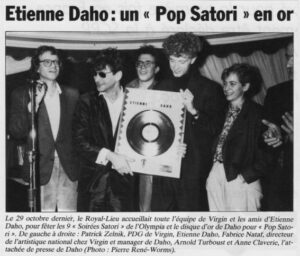 Etienne Daho : un « Pop Satori » en or
ETIENNE DAHO
Le 29 octobre dernier, le Royal-Lieu accueillait toute l'équipe de Virgin et les amis d'Etienne
Daho, pour fêter les 9 « Soirées Satori » de l'Olympia et le disque d'or de Daho pour « Pop Sato-
ri ». De gauche à droite : Patrick Zelnik, PDG de Virgin, Etienne Daho, Fabrice Nataf, directeur
de l'artistique national chez Virgin et manager de Daho, Arnold Turboust et Anne Claverie, l'at-
tachée de presse de Daho (Photo : Pierre René-Worms).